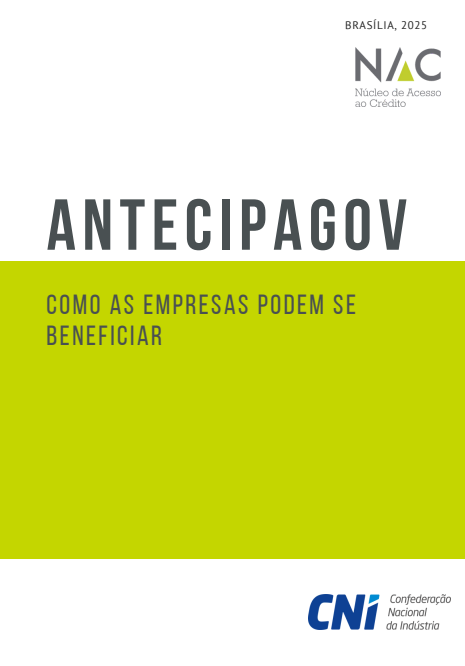 BRASÍLIA, 2025
NAC
Núcleo de Acesso
ao Crédito
ANTECIPAGOV
COMO AS EMPRESAS PODEM SE
BENEFICIAR
CNI
Confederação
Nacional
da Indústria